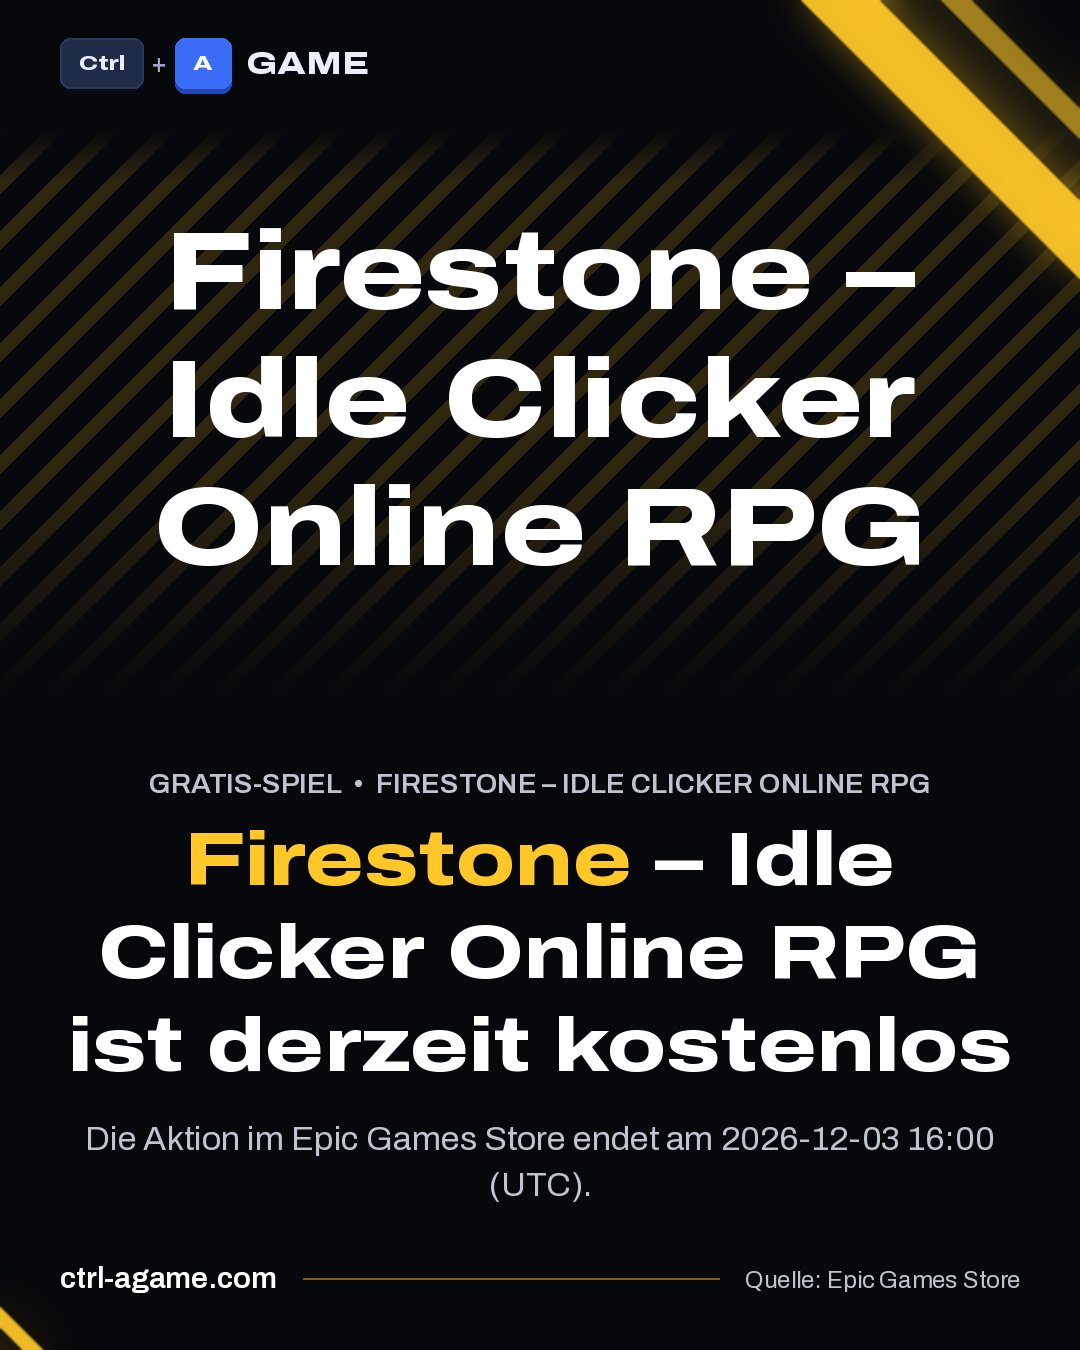 Ctrl + A GAME
Firestone –
Idle Clicker
Online RPG
GRATIS-SPIEL • FIRESTONE – IDLE CLICKER ONLINE RPG
Firestone – Idle
Clicker Online RPG
ist derzeit kostenlos
Die Aktion im Epic Games Store endet am 2026-12-03 16:00
(UTC).
ctrl-agame.com
Quelle: Epic Games Store